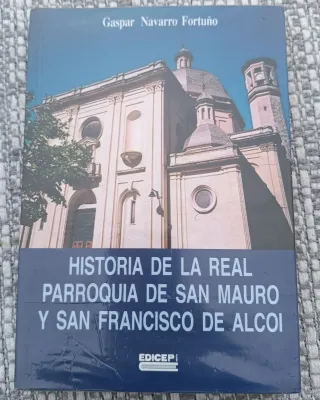 Gaspar Navarro Fortuño
HISTORIA DE LA REAL
PARROQUIA DE SAN MAURO
Y SAN FRANCISCO DE ALCOI
EDICEP